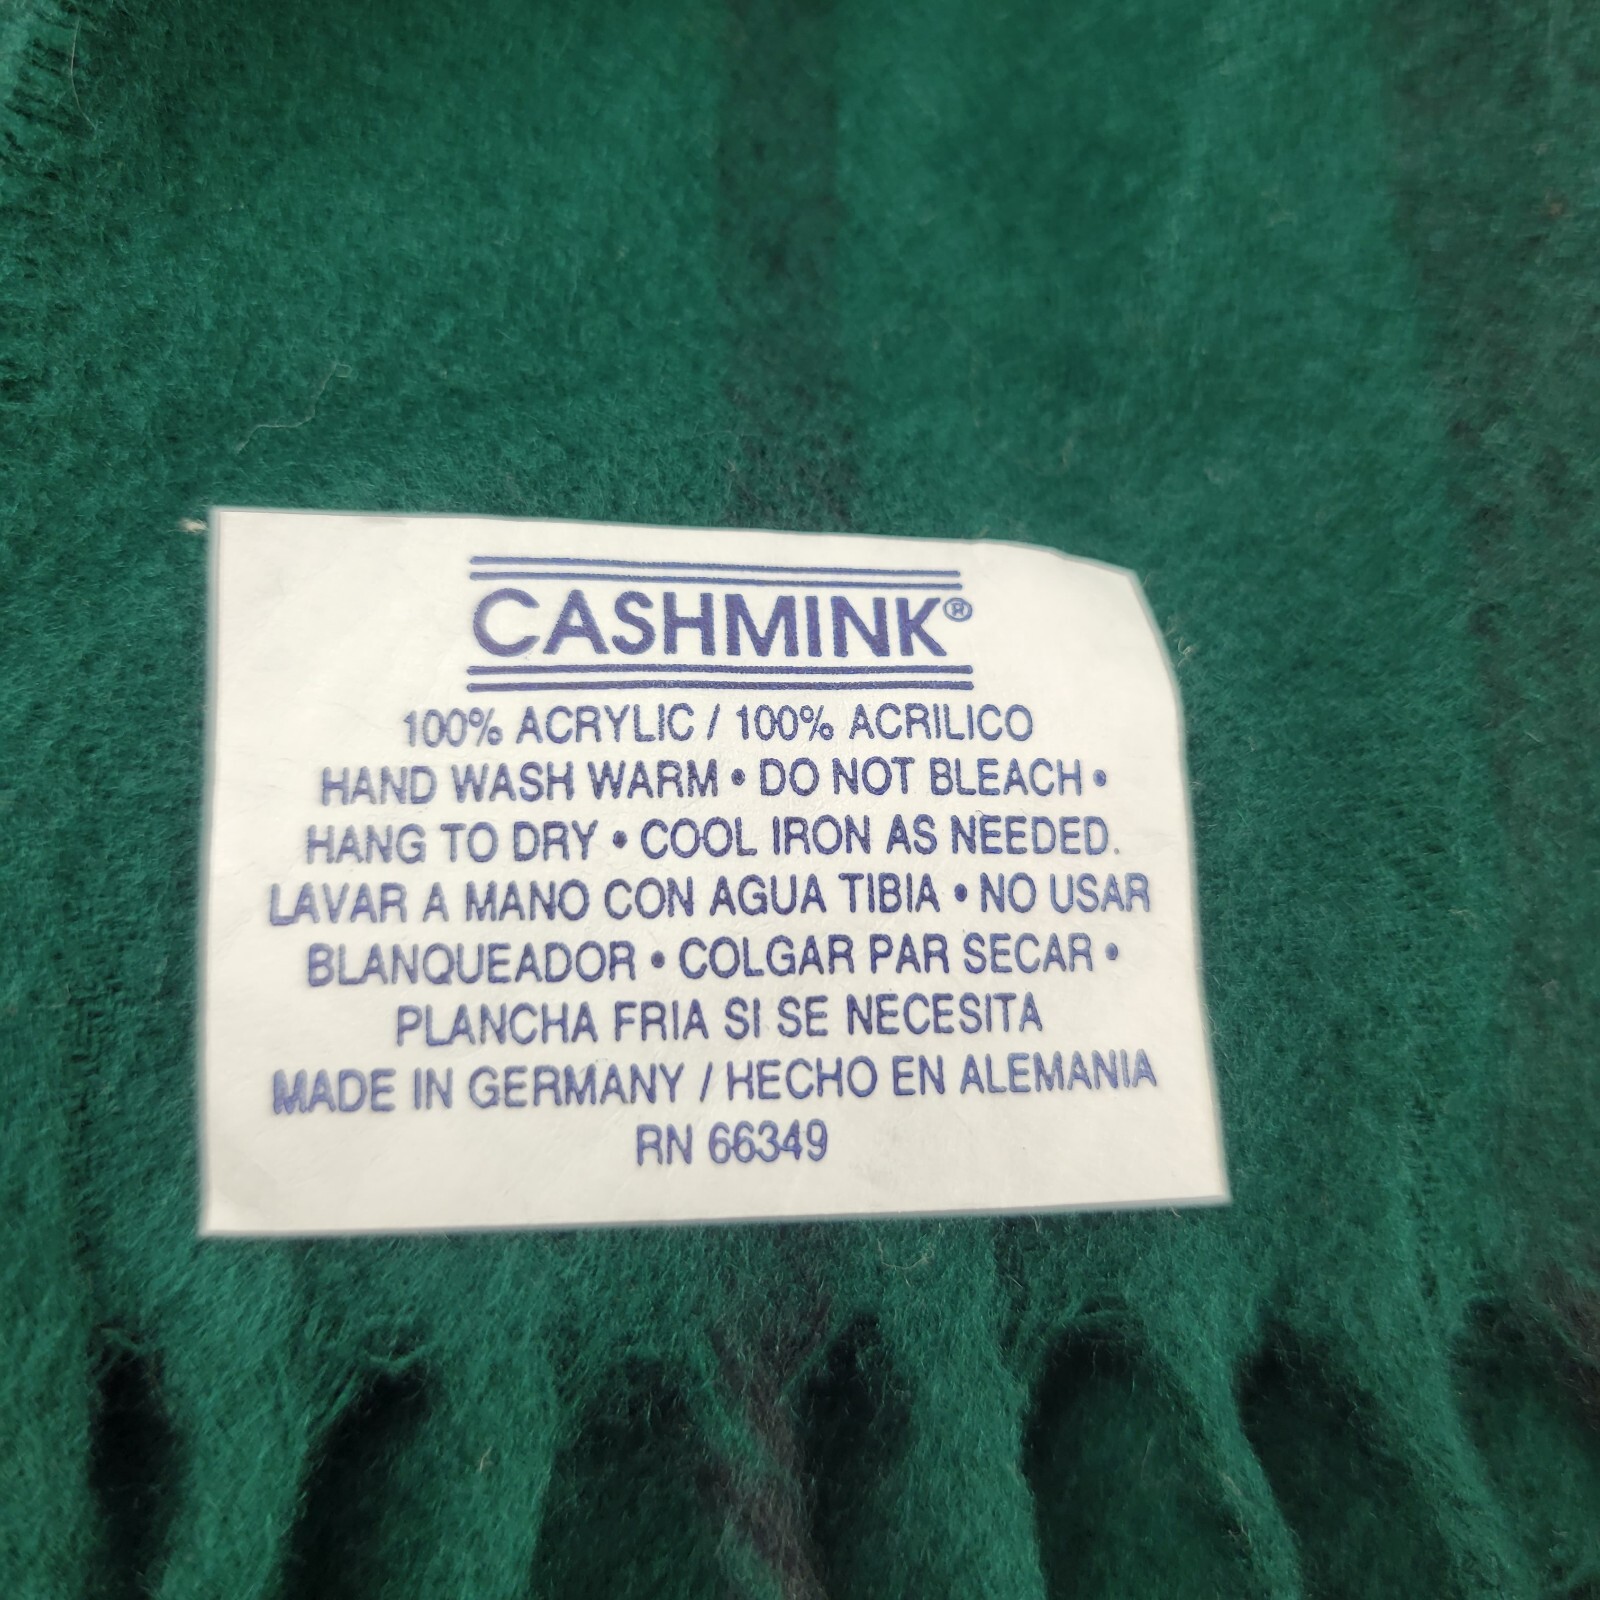 CASHMINK®
100% ACRYLIC / 100% ACRILICO
HAND WASH WARM • DO NOT BLEACH •
HANG TO DRY • COOL IRON AS NEEDED.
LAVAR A MANO CON AGUA TIBIA • NO USAR
BLANQUEADOR • COLGAR PAR SECAR •
PLANCHA FRIA SI SE NECESITA
MADE IN GERMANY / HECHO EN ALEMANIA
RN 66349